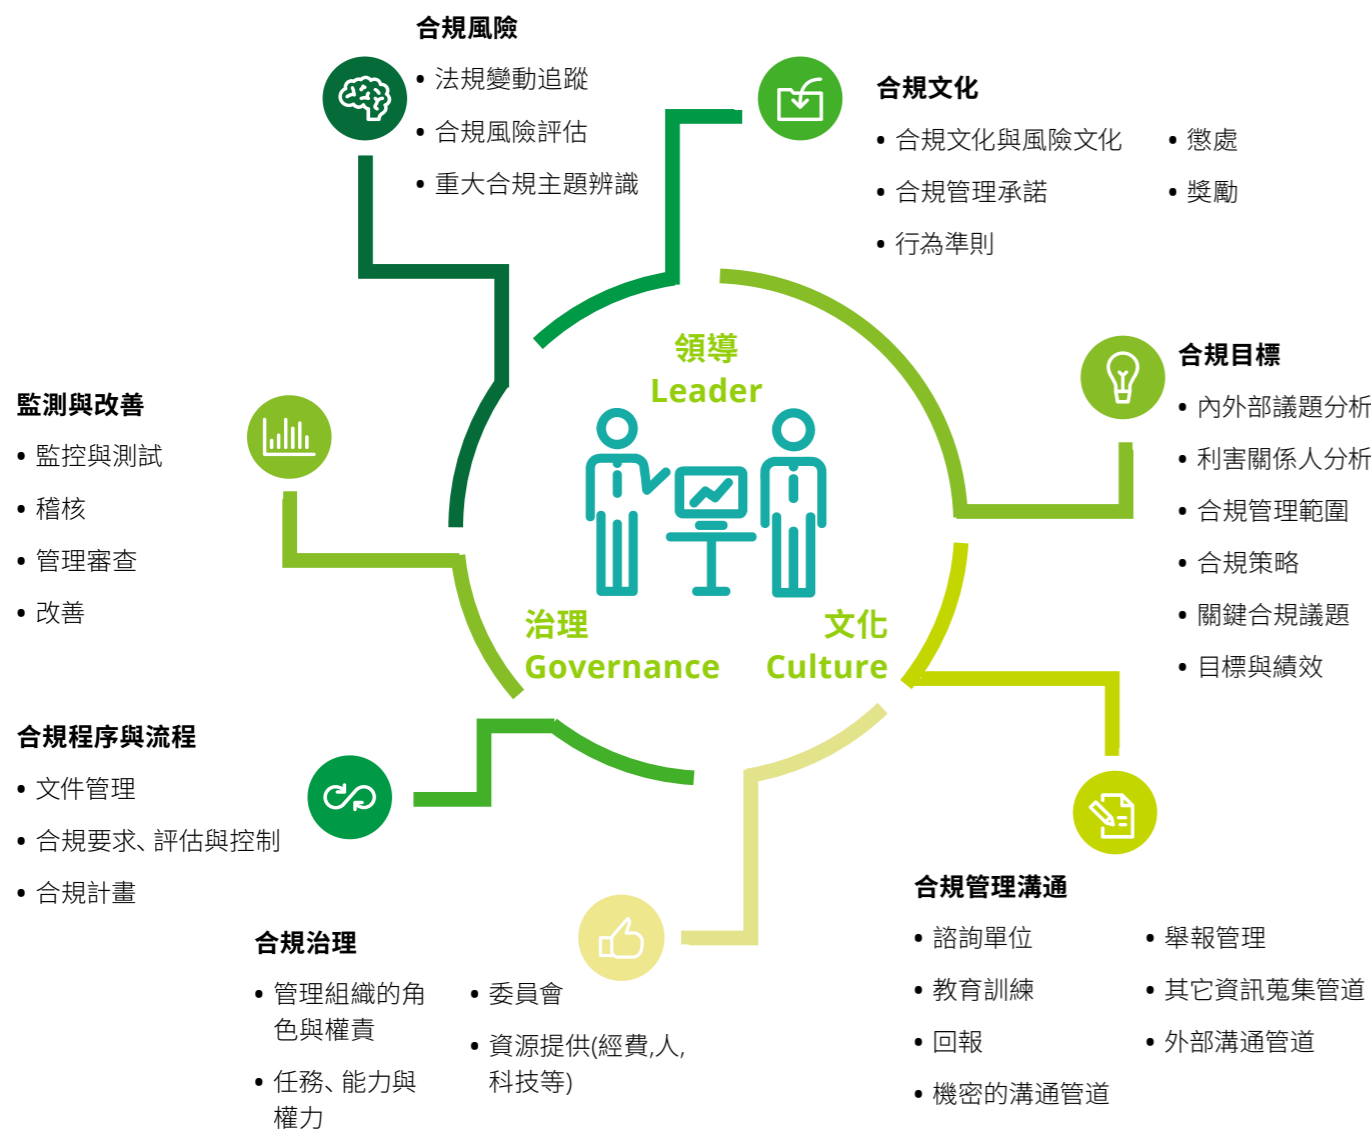 合規風險
• 法規變動追蹤
• 合規風險評估
• 重大合規主題辨識
合規文化
• 合規文化與風險文化
• 合規管理承諾
• 行為準則
• 懲處
• 獎勵
領導
Leader
治理
Governance
文化
Culture
合規目標
• 內外部議題分析
• 利害關係人分析
• 合規管理範圍
• 合規策略
• 關鍵合規議題
• 目標與績效
監測與改善
• 監控與測試
• 稽核
• 管理審查
• 改善
合規程序與流程
• 文件管理
• 合規要求、評估與控制
• 合規計畫
合規治理
• 管理組織的角
色與權責
• 任務、能力與
權力
• 委員會
• 資源提供(經費,人,
科技等)
合規管理溝通
• 諮詢單位
• 教育訓練
• 回報
• 機密的溝通管道
• 舉報管理
• 其它資訊蒐集管道
• 外部溝通管道